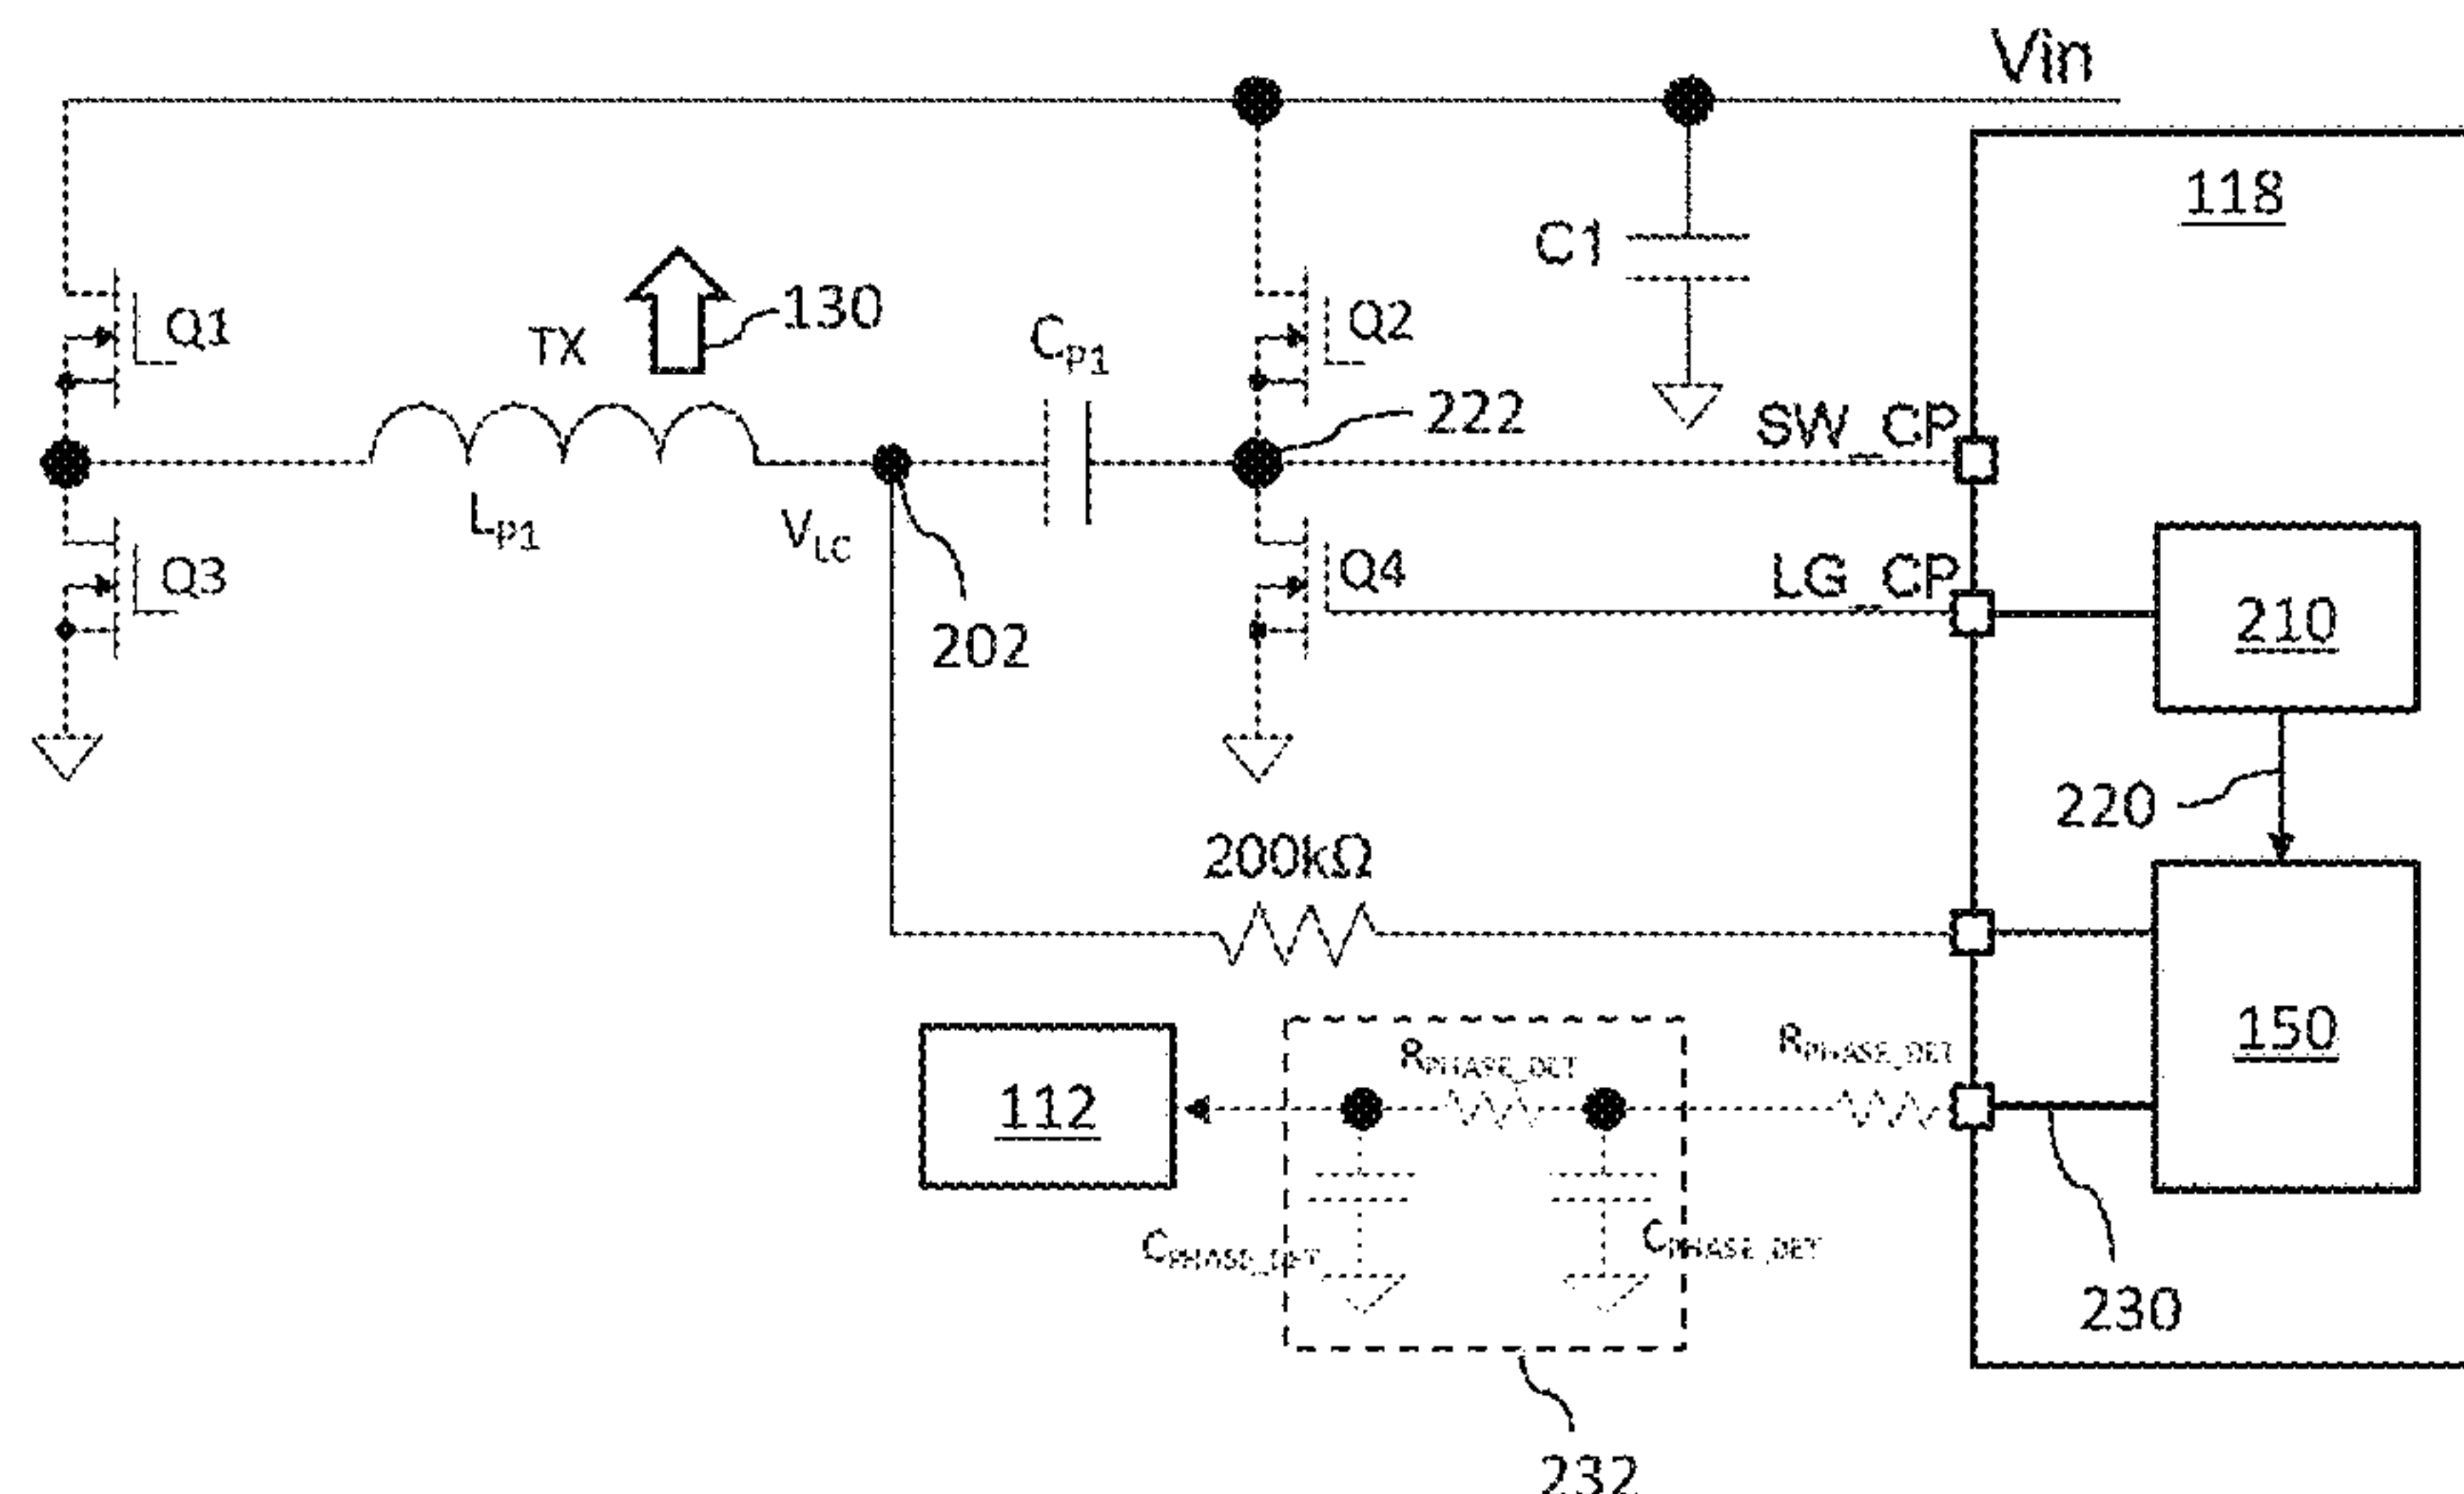 Vin
118
Q1
TX
130
CP1
Q2
C1
222
SW_CP
LP1
VLC
Q3
202
Q4
LG_CP
210
220
200kΩ
150
112
RPHASE_DET
RPHASE_DET
CPHASE_DET
CPHASE_DET
230
232